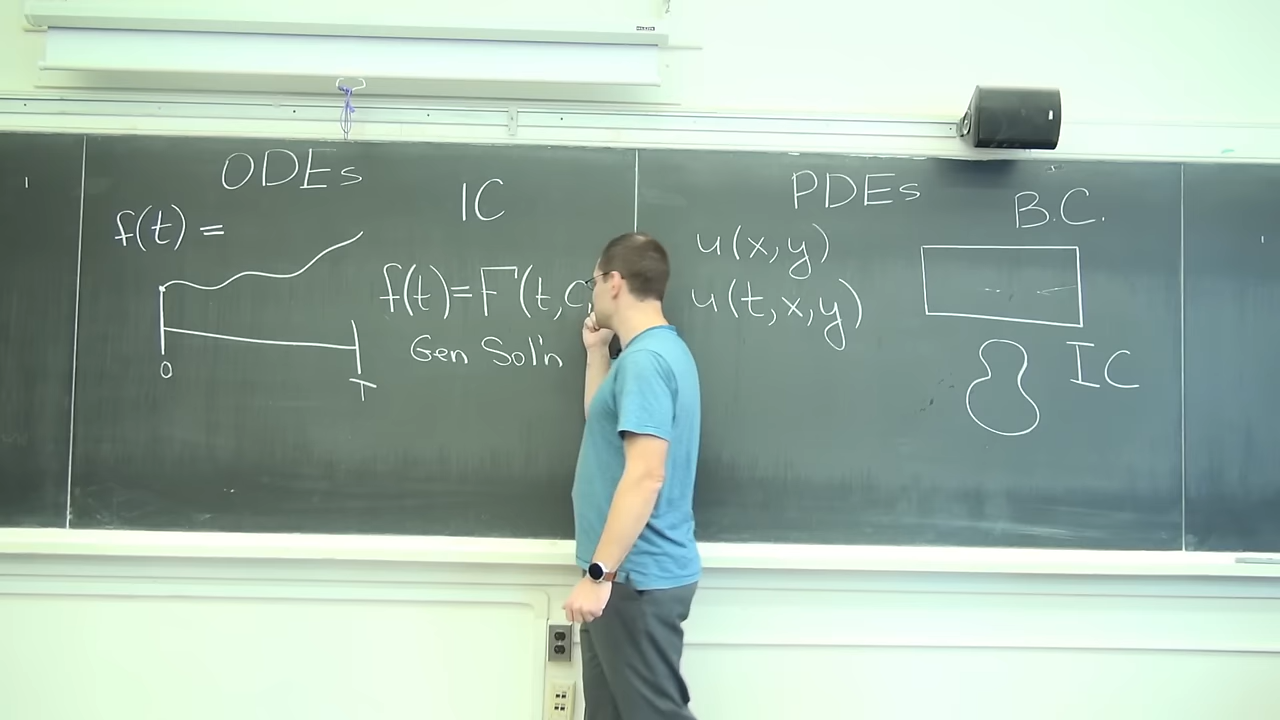 ODEs
IC
f(t) =
f(t)=F(t,C
Gen Sol'n
0
T
PDEs
B.C.
u(x,y)
u(t,x,y)
IC